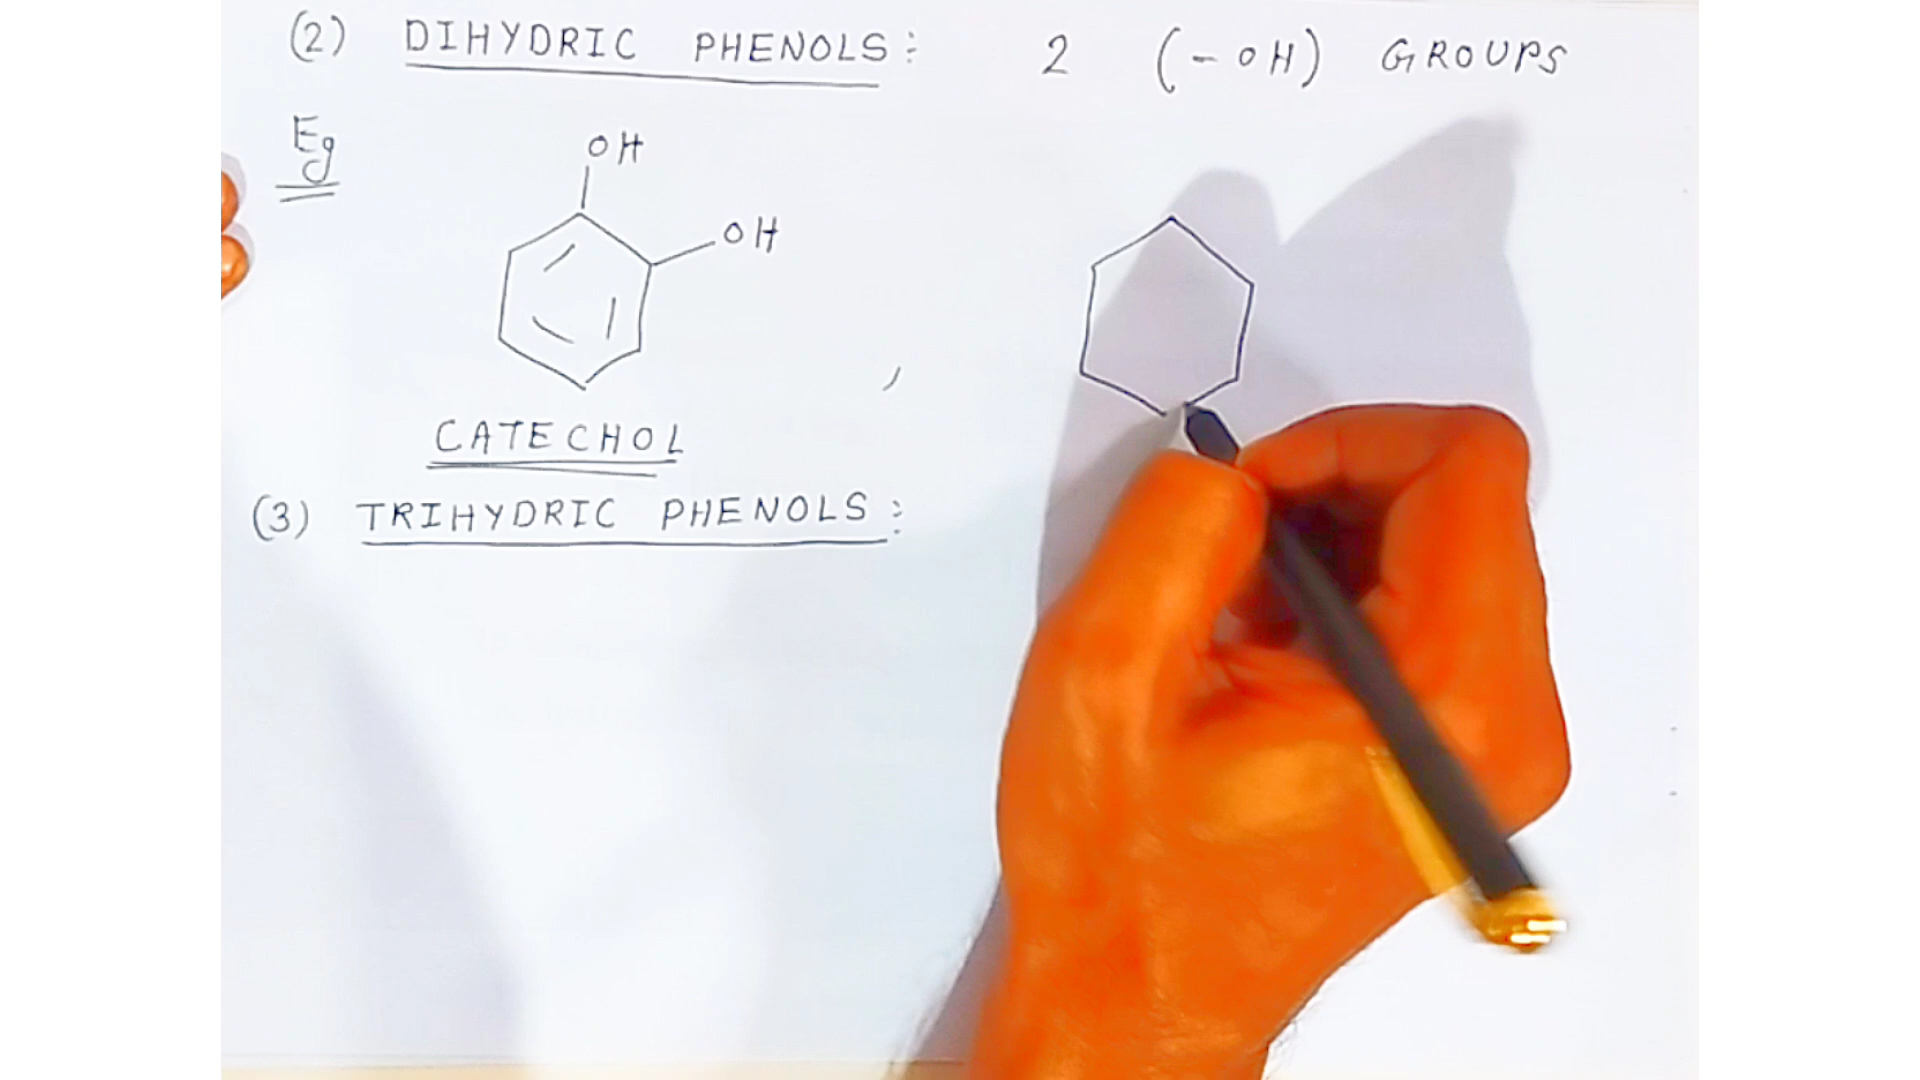 (2) DIHYDRIC PHENOLS: 2 (-OH) GROUPS
Eg
OH
OH
,
CATECHOL
(3) TRIHYDRIC PHENOLS: